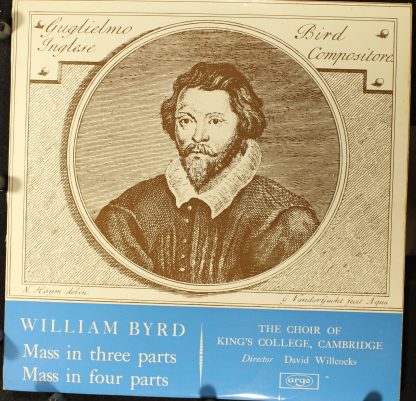 Guglielmo Bird
Inglese Compositore
N. Haym delin.
G. VanderGucht fecit Aqua
WILLIAM BYRD
Mass in three parts
Mass in four parts
THE CHOIR OF
KING'S COLLEGE, CAMBRIDGE
Director David Willcocks
argo